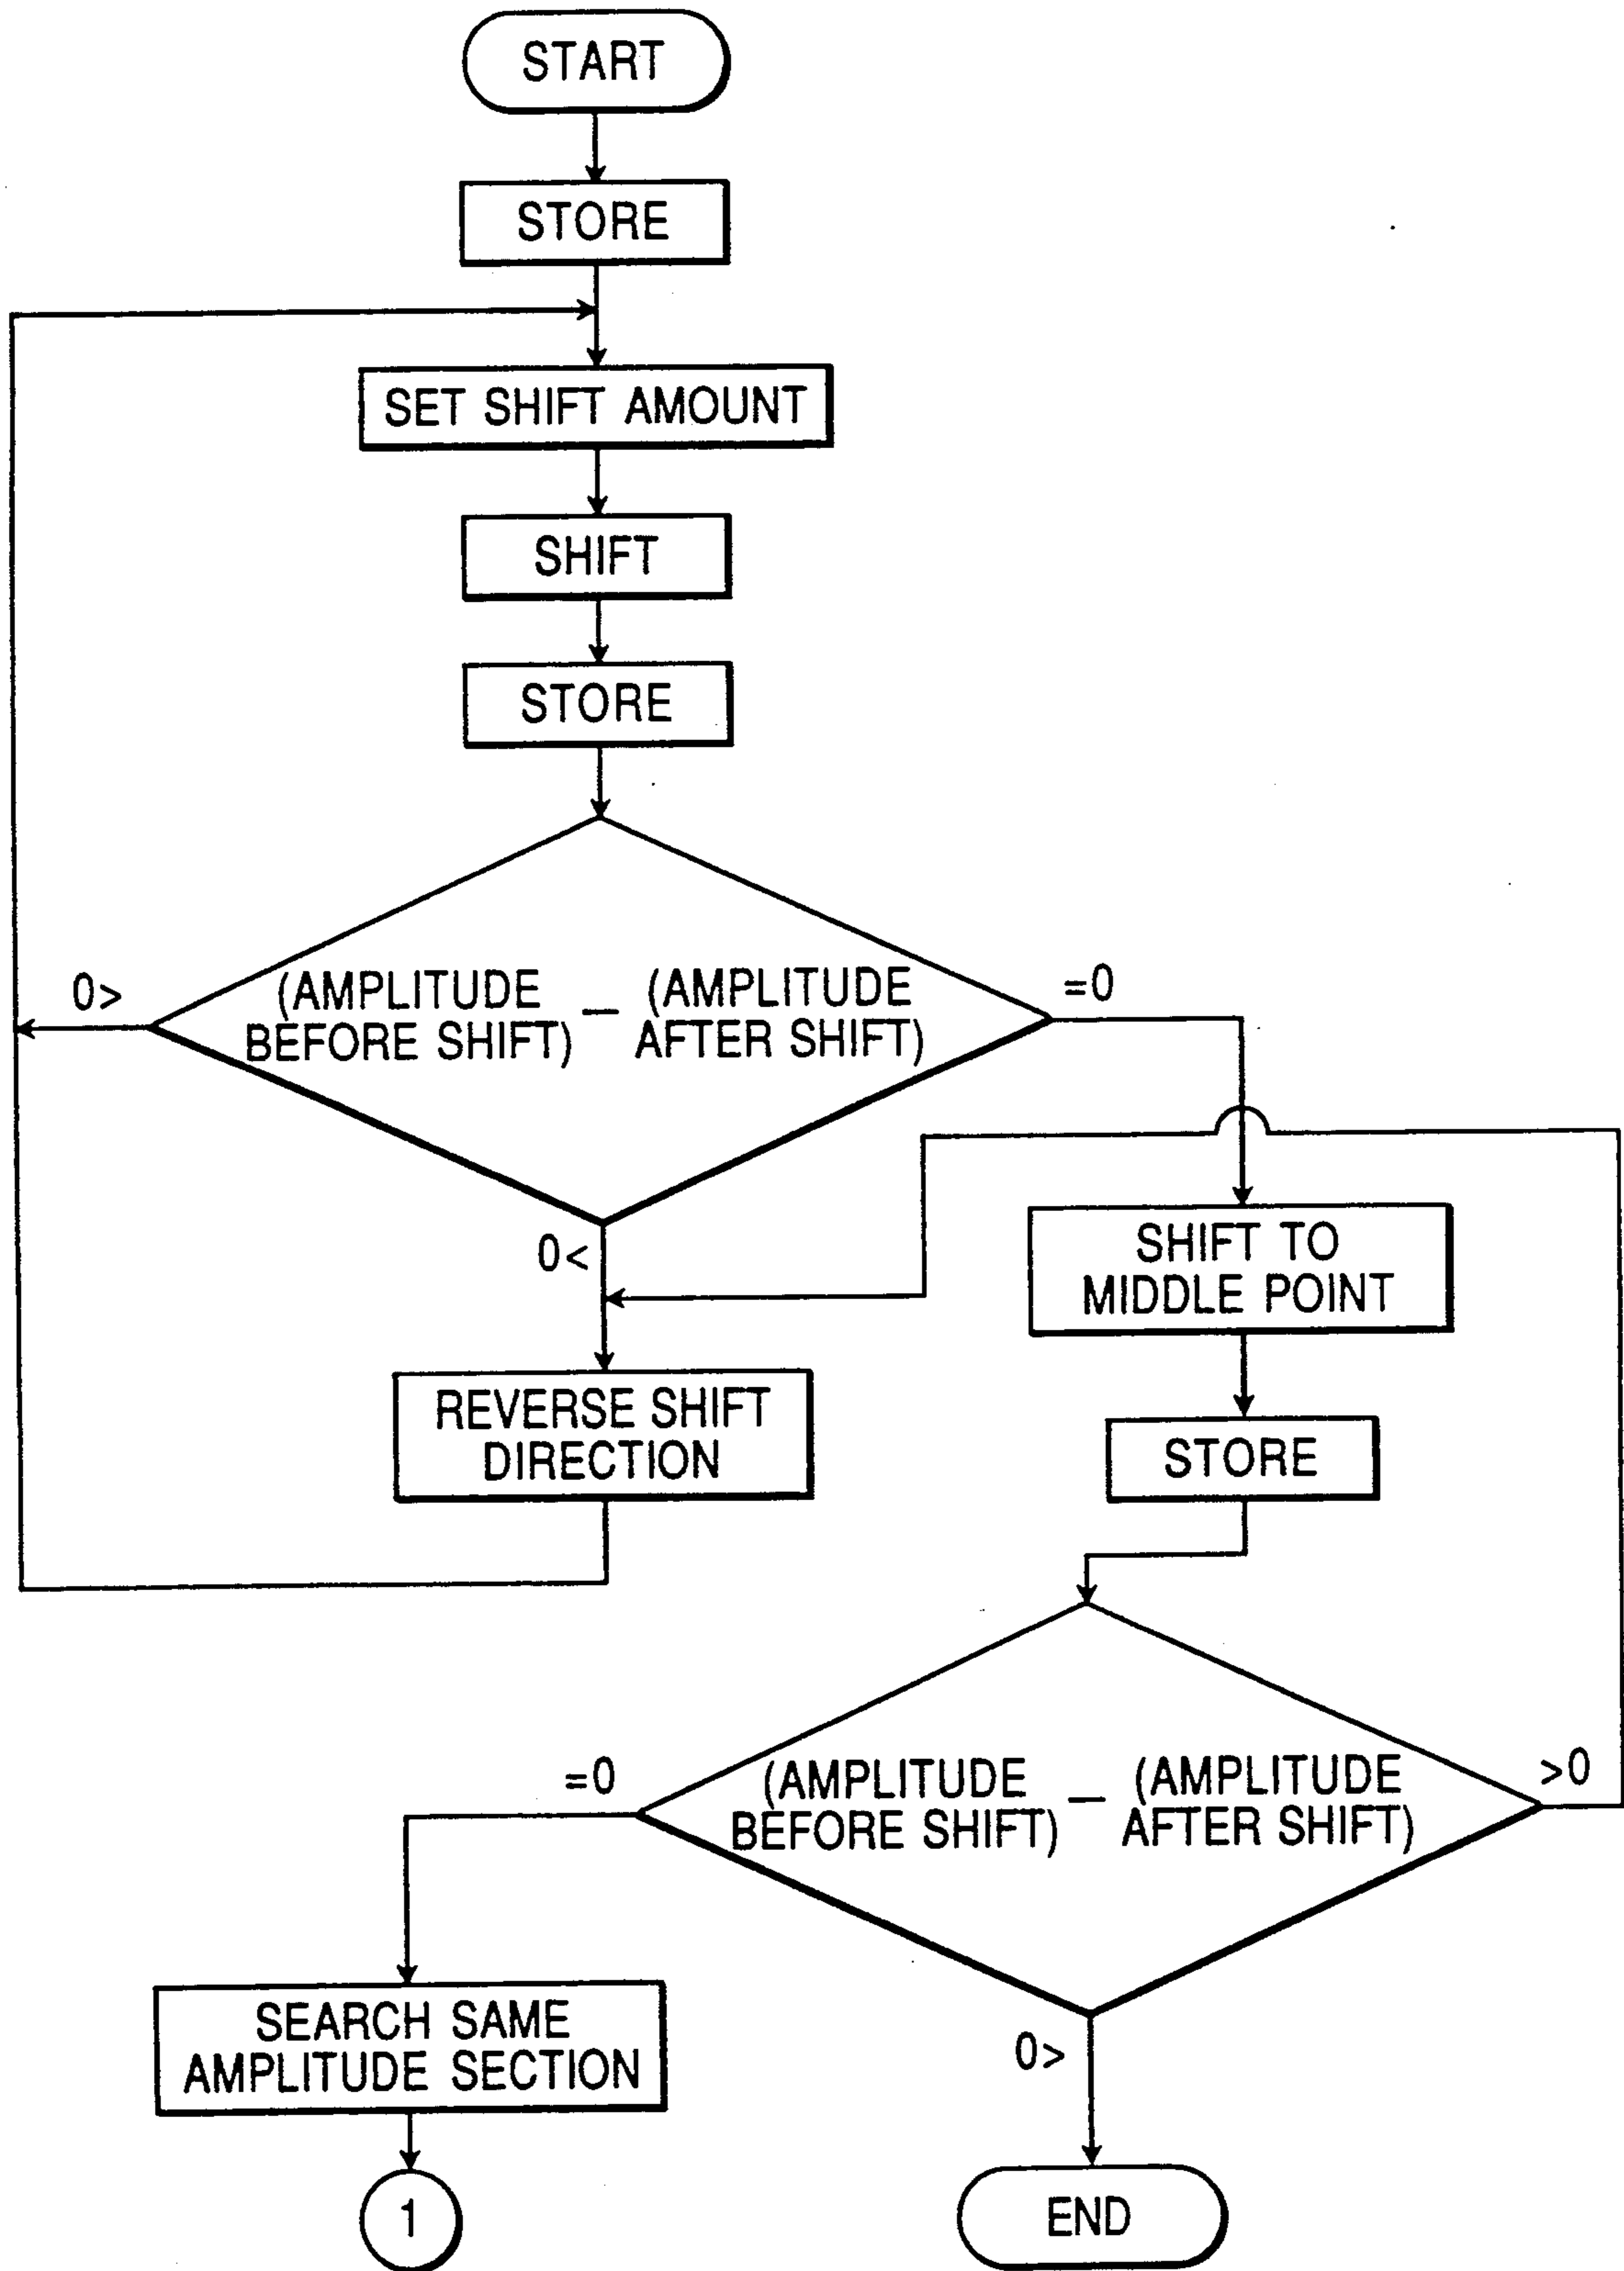 START
STORE
SET SHIFT AMOUNT
SHIFT
STORE
0>
(AMPLITUDE BEFORE SHIFT) — (AMPLITUDE AFTER SHIFT)
=0
0<
SHIFT TO
MIDDLE POINT
REVERSE SHIFT
DIRECTION
STORE
=0
(AMPLITUDE BEFORE SHIFT) — (AMPLITUDE AFTER SHIFT)
>0
SEARCH SAME
AMPLITUDE SECTION
0>
1
END